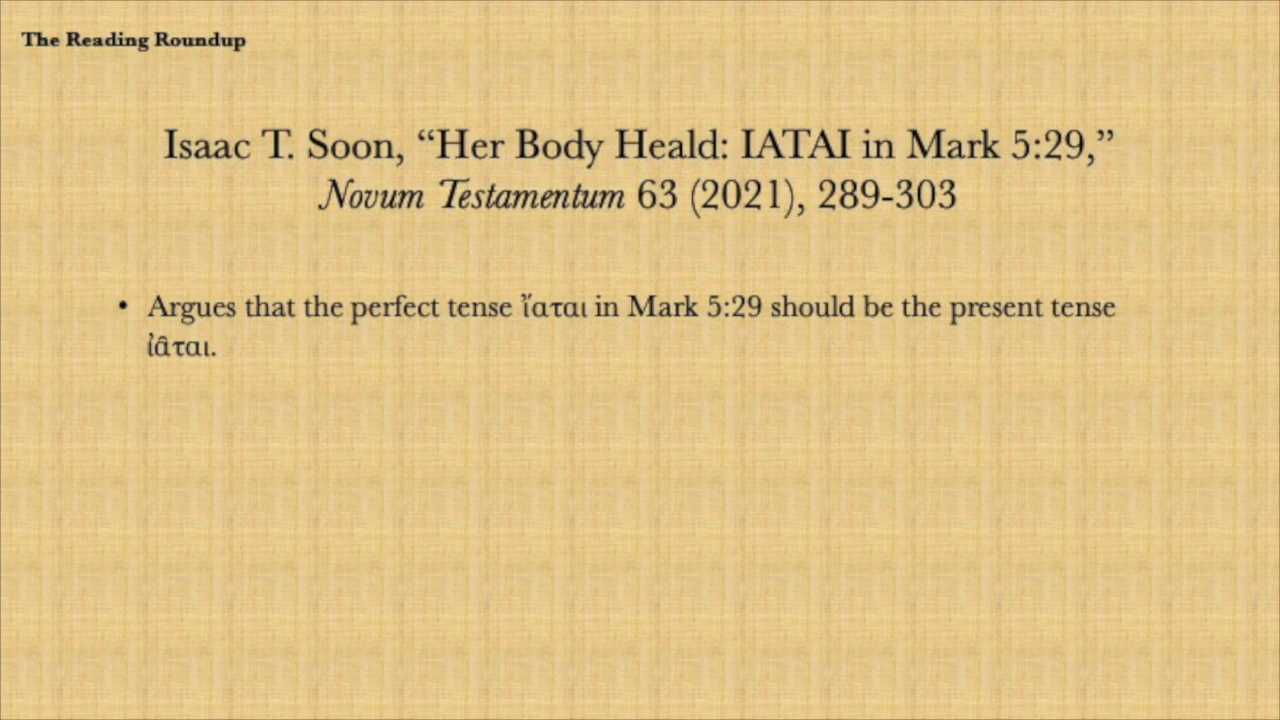 The Reading Roundup
Isaac T. Soon, “Her Body Heald: IATAI in Mark 5:29,”
Novum Testamentum 63 (2021), 289-303
• Argues that the perfect tense ἴαται in Mark 5:29 should be the present tense
ἰᾶται.